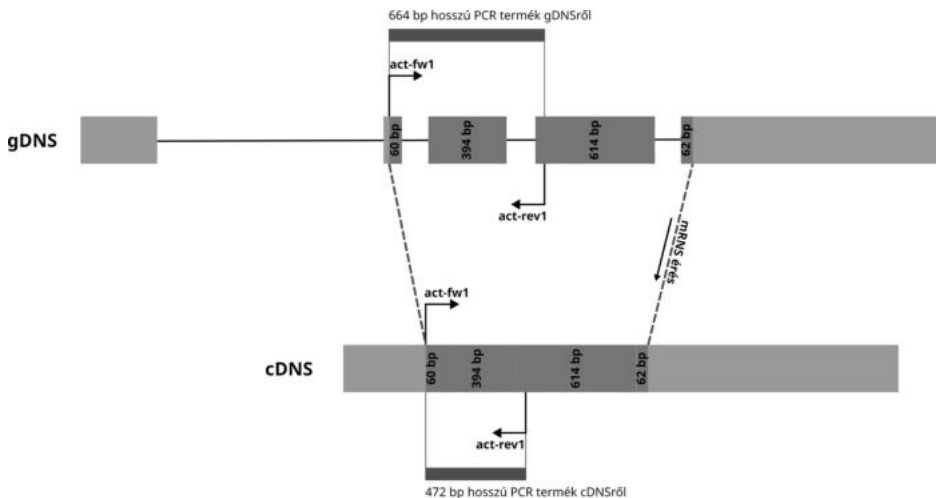 664 bp hosszú PCR termék gDNSről
act-fw1
gDNS
60 bp
394 bp
614 bp
62 bp
act-rev1
mRNS érés
act-fw1
cDNS
60 bp
394 bp
614 bp
62 bp
act-rev1
472 bp hosszú PCR termék cDNSről